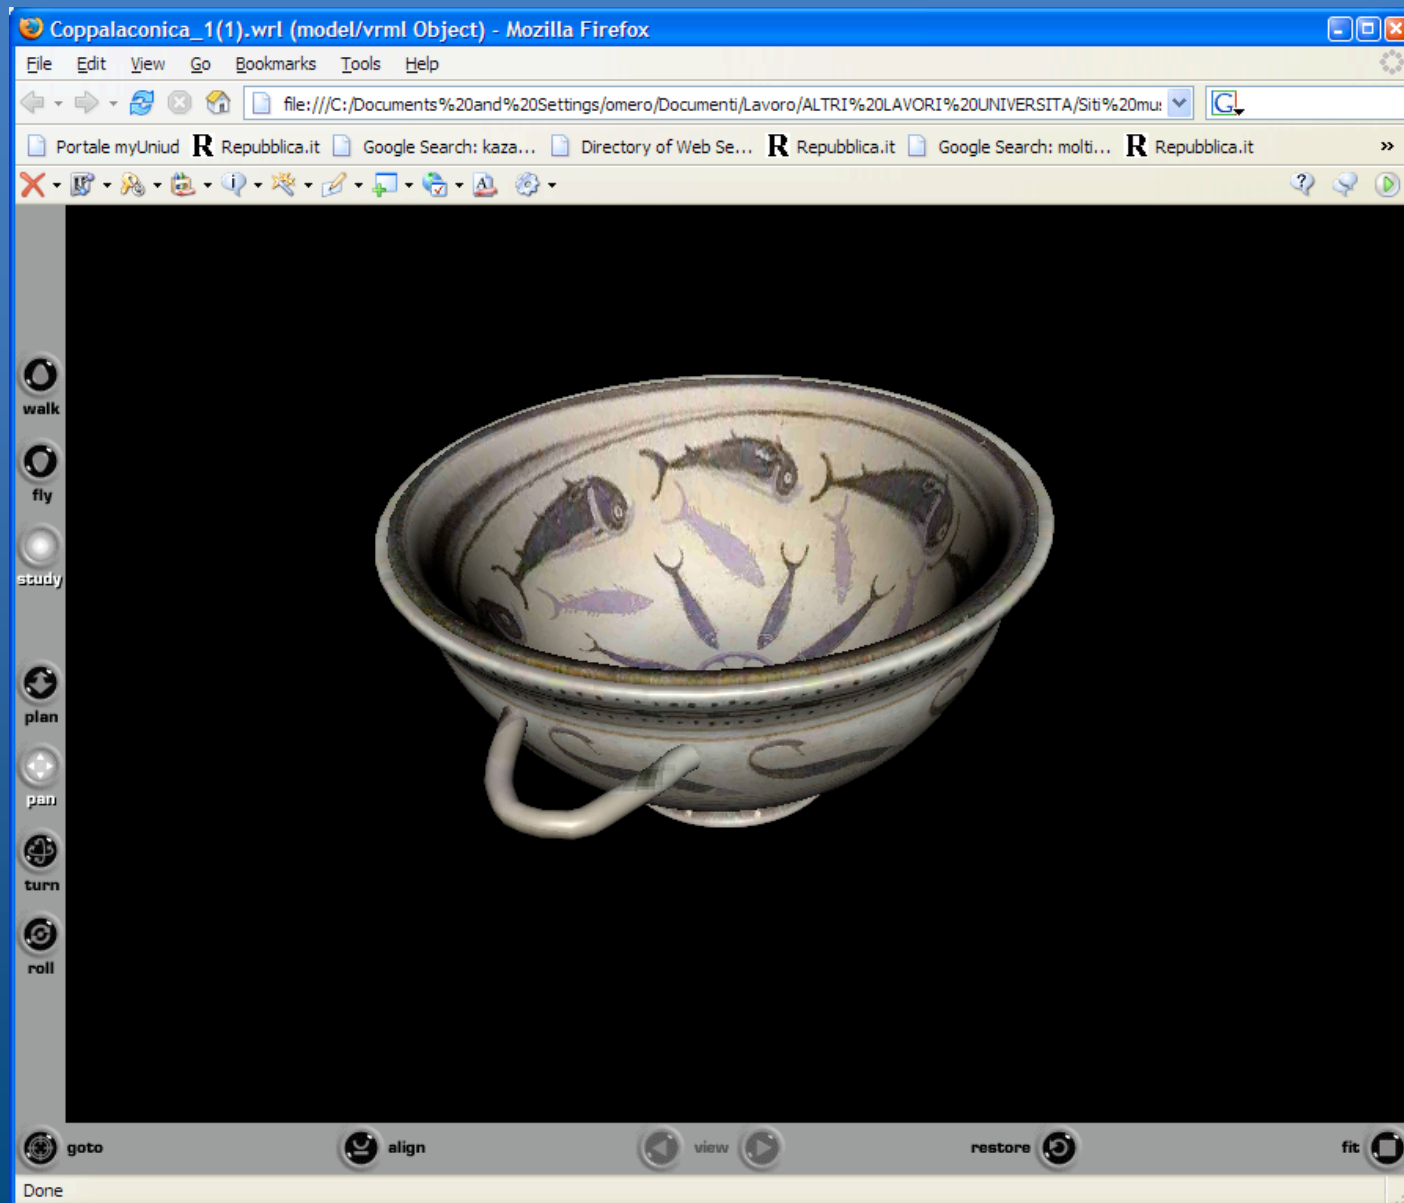 Coppalaconica_1(1).wrl (model/vrml Object) - Mozilla Firefox
File Edit View Go Bookmarks Tools Help
file:///C:/Documents%20and%20Settings/omero/Documenti/Lavoro/ALTRI%20LAVORI%20UNIVERSITA/Siti%20mu
Portale myUniud R Repubblica.it Google Search: kaza... Directory of Web Se... R Repubblica.it Google Search: molti... R Repubblica.it »
walk
fly
study
plan
pan
turn
roll
goto align view restore fit
Done